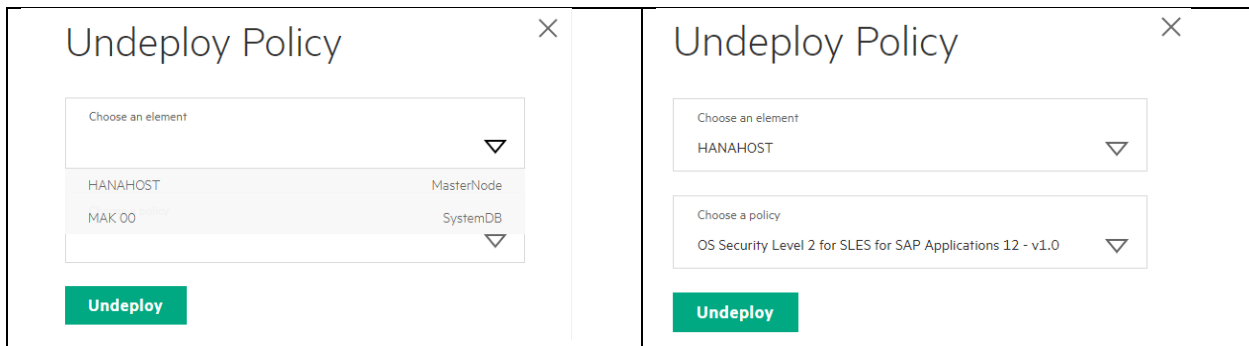 Undeploy Policy
Choose an element
HANAHOST MasterNode
MAK 00 SystemDB
Undeploy
Undeploy Policy
Choose an element
HANAHOST
Choose a policy
OS Security Level 2 for SLES for SAP Applications 12 - v1.0
Undeploy